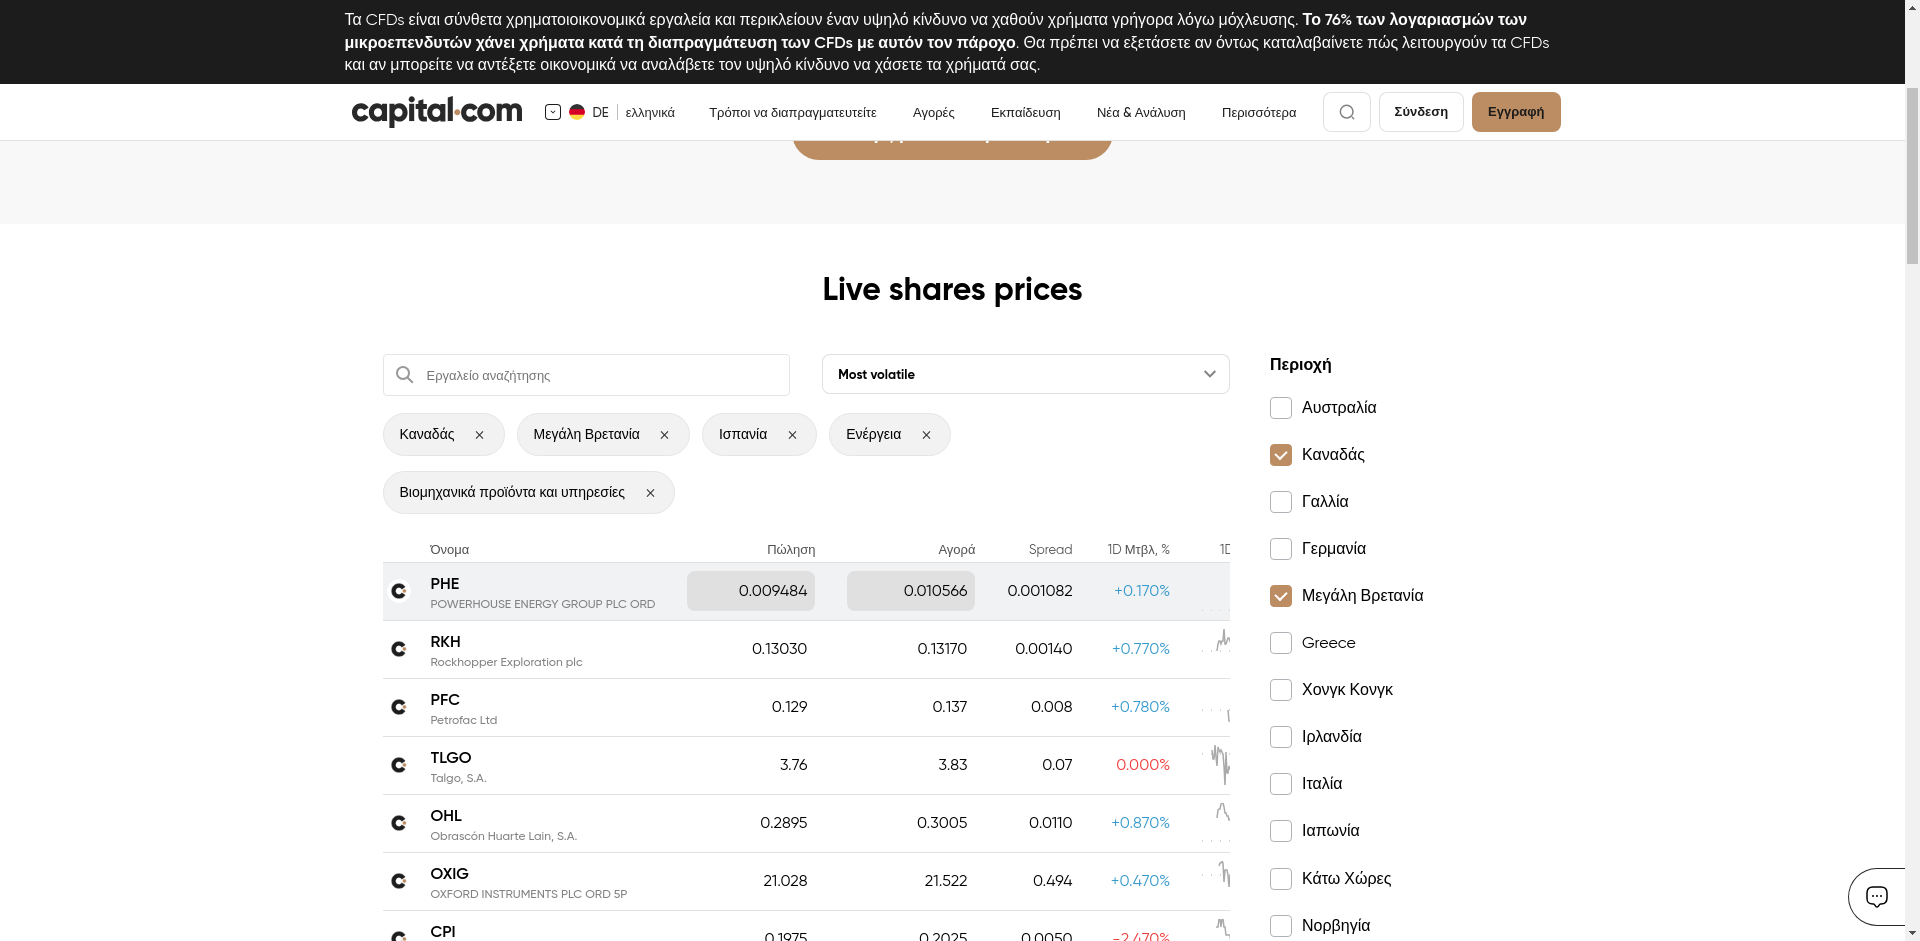 Τα CFDs είναι σύνθετα χρηματοιοικονομικά εργαλεία και περικλείουν έναν υψηλό κίνδυνο να χαθούν χρήματα γρήγορα λόγω μόχλευσης. Το 76% των λογαριασμών των
μικροεπενδυτών χάνει χρήματα κατά τη διαπραγμάτευση των CFDs με αυτόν τον πάροχο. Θα πρέπει να εξετάσετε αν όντως καταλαβαίνετε πώς λειτουργούν τα CFDs
και αν μπορείτε να αντέξετε οικονομικά να αναλάβετε τον υψηλό κίνδυνο να χάσετε τα χρήματά σας.
capital.com DE ελληνικά Τρόποι να διαπραγματευτείτε Αγορές Εκπαίδευση Νέα & Ανάλυση Περισσότερα Σύνδεση Εγγραφή
Live shares prices
Εργαλείο αναζήτησης Most volatile
Καναδάς Μεγάλη Βρετανία Ισπανία Ενέργεια
Βιομηχανικά προϊόντα και υπηρεσίες
Όνομα Πώληση Αγορά Spread 1D Μτβλ, % 1D
PHE 0.009484 0.010566 0.001082 +0.170%
POWERHOUSE ENERGY GROUP PLC ORD
RKH 0.13030 0.13170 0.00140 +0.770%
Rockhopper Exploration plc
PFC 0.129 0.137 0.008 +0.780%
Petrofac Ltd
TLGO 3.76 3.83 0.07 0.000%
Talgo, S.A.
OHL 0.2895 0.3005 0.0110 +0.870%
Obrascón Huarte Lain, S.A.
OXIG 21.028 21.522 0.494 +0.470%
OXFORD INSTRUMENTS PLC ORD 5P
CPI 0.1975 0.2025 0.0050 -2.470%
Περιοχή
Αυστραλία
Καναδάς
Γαλλία
Γερμανία
Μεγάλη Βρετανία
Greece
Χονγκ Κονγκ
Ιρλανδία
Ιταλία
Ιαπωνία
Κάτω Χώρες
Νορβηγία